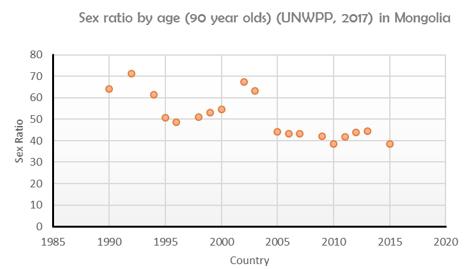 Sex ratio by age (90 year olds) (UNWPP, 2017) in Mongolia
80
70
60
50
40
30
20
10
0
Sex Ratio
1985 1990 1995 2000 2005 2010 2015 2020
Country